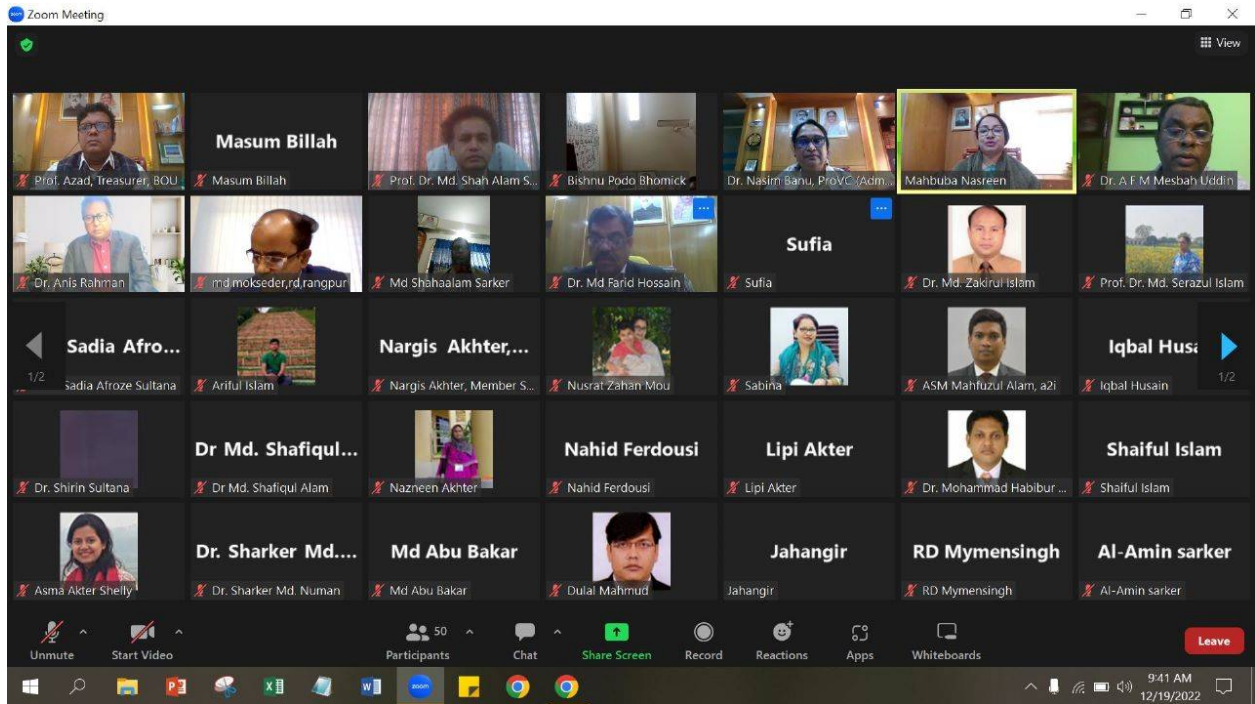 zoom Zoom Meeting
View
Prof. Azad, Treasurer, BOU
Masum Billah
Masum Billah
Prof. Dr. Md. Shah Alam S...
Bishnu Podo Bhomick
Dr. Nasim Banu, ProVC (Adm...
Mahbuba Nasreen
Dr. A F M Mesbah Uddin
Dr. Anis Rahman
md.mokseder,rd,rangpur
Md Shahaalam Sarker
Dr. Md Farid Hossain
Sufia
Sufia
Dr. Md. Zakirul Islam
Prof. Dr. Md. Serazul Islam
1/2
Sadia Afro...
Sadia Afroze Sultana
Ariful Islam
Nargis Akhter,...
Nargis Akhter, Member S...
Nusrat Zahan Mou
Sabina
ASM Mahfuzul Alam, a2i
Iqbal Husa
Iqbal Husain
1/2
Dr. Shirin Sultana
Dr Md. Shafiqul...
Dr Md. Shafiqul Alam
Nazneen Akhter
Nahid Ferdousi
Nahid Ferdousi
Lipi Akter
Lipi Akter
Dr. Mohammad Habibur ...
Shaiful Islam
Shaiful Islam
Asma Akter Shelly
Dr. Sharker Md....
Dr. Sharker Md. Numan
Md Abu Bakar
Md Abu Bakar
Dulal Mahmud
Jahangir
Jahangir
RD Mymensingh
RD Mymensingh
Al-Amin sarker
Al-Amin sarker
Unmute
Start Video
50
Participants
Chat
Share Screen
Record
Reactions
Apps
Whiteboards
Leave
zoom
9:41 AM
12/19/2022